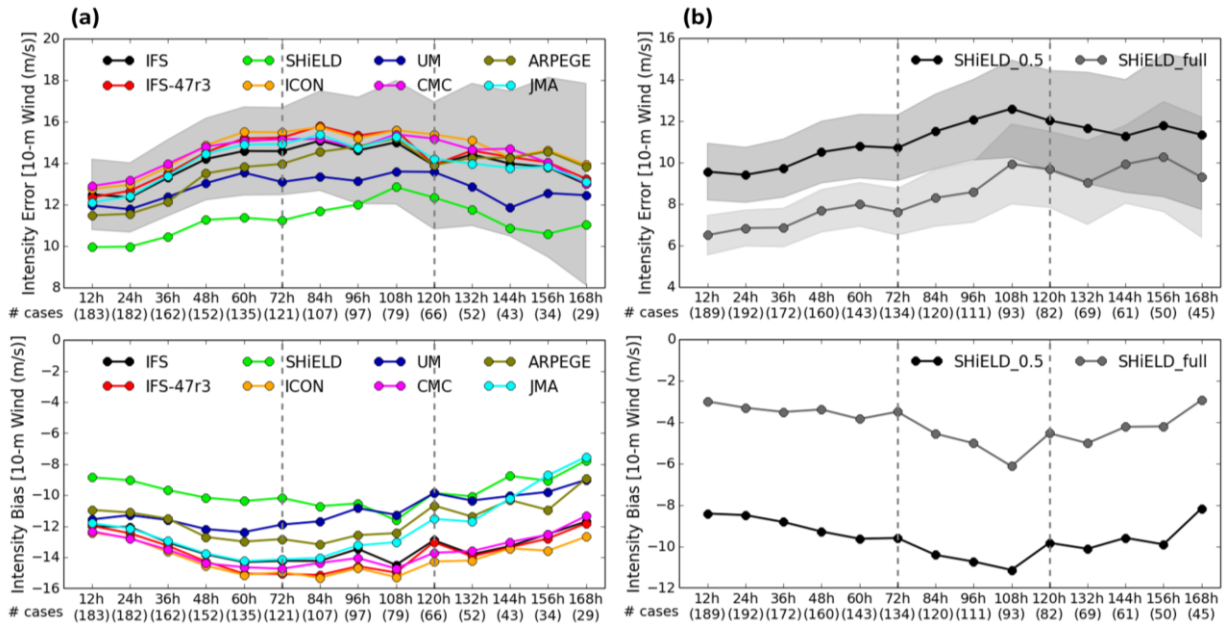 (a)
Intensity Error [10-m Wind (m/s)]
20
18
16
14
12
10
8
IFS SHiELD UM ARPEGE
IFS-47r3 ICON CMC JMA
12h 24h 36h 48h 60h 72h 84h 96h 108h 120h 132h 144h 156h 168h
# cases (183) (182) (162) (152) (135) (121) (107) (97) (79) (66) (52) (43) (34) (29)
(b)
Intensity Error [10-m Wind (m/s)]
16
14
12
10
8
6
4
SHiELD_0.5 SHiELD_full
12h 24h 36h 48h 60h 72h 84h 96h 108h 120h 132h 144h 156h 168h
# cases (189) (192) (172) (160) (143) (134) (120) (111) (93) (82) (69) (61) (50) (45)
Intensity Bias [10-m Wind (m/s)]
0
−2
−4
−6
−8
−10
−12
−14
−16
IFS SHiELD UM ARPEGE
IFS-47r3 ICON CMC JMA
12h 24h 36h 48h 60h 72h 84h 96h 108h 120h 132h 144h 156h 168h
# cases (183) (182) (162) (152) (135) (121) (107) (97) (79) (66) (52) (43) (34) (29)
Intensity Bias [10-m Wind (m/s)]
0
−2
−4
−6
−8
−10
−12
SHiELD_0.5 SHiELD_full
12h 24h 36h 48h 60h 72h 84h 96h 108h 120h 132h 144h 156h 168h
# cases (189) (192) (172) (160) (143) (134) (120) (111) (93) (82) (69) (61) (50) (45)